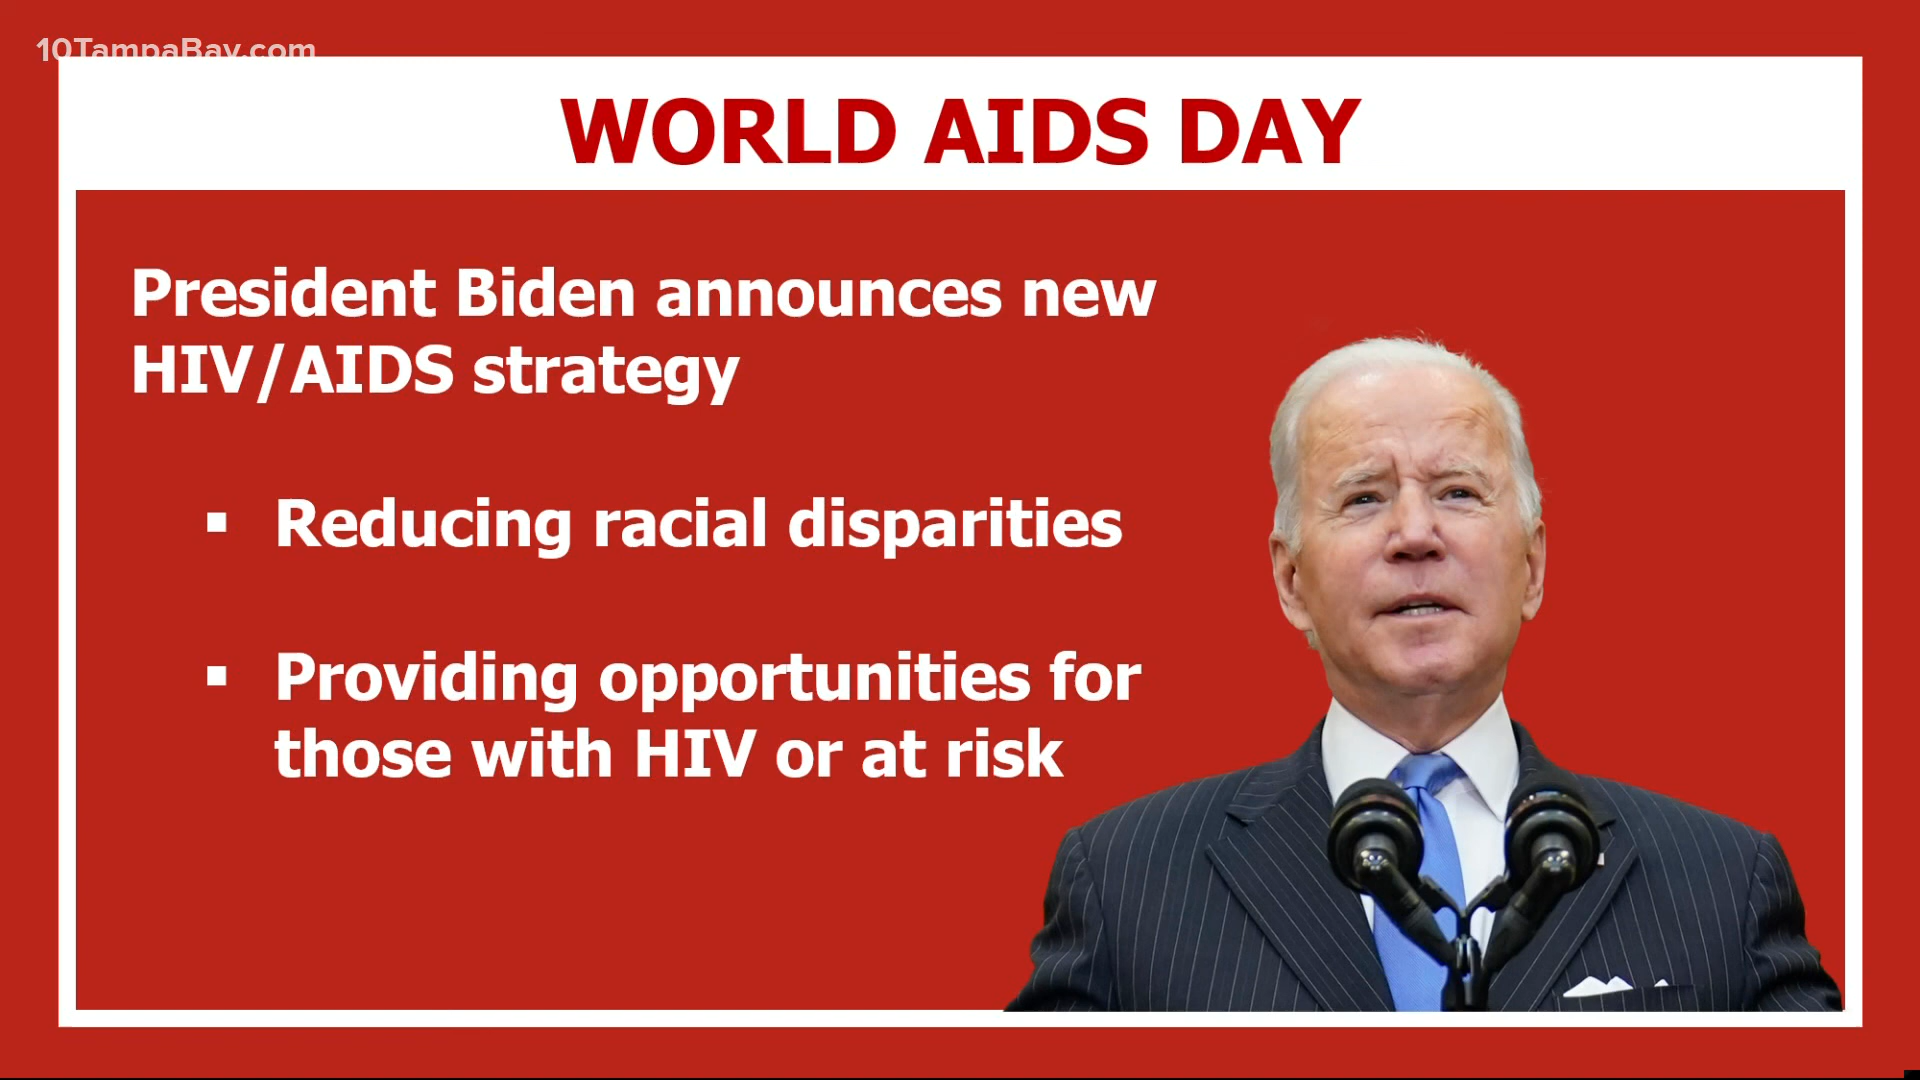 10TampaBay.com
WORLD AIDS DAY
President Biden announces new
HIV/AIDS strategy
▪ Reducing racial disparities
▪ Providing opportunities for
those with HIV or at risk